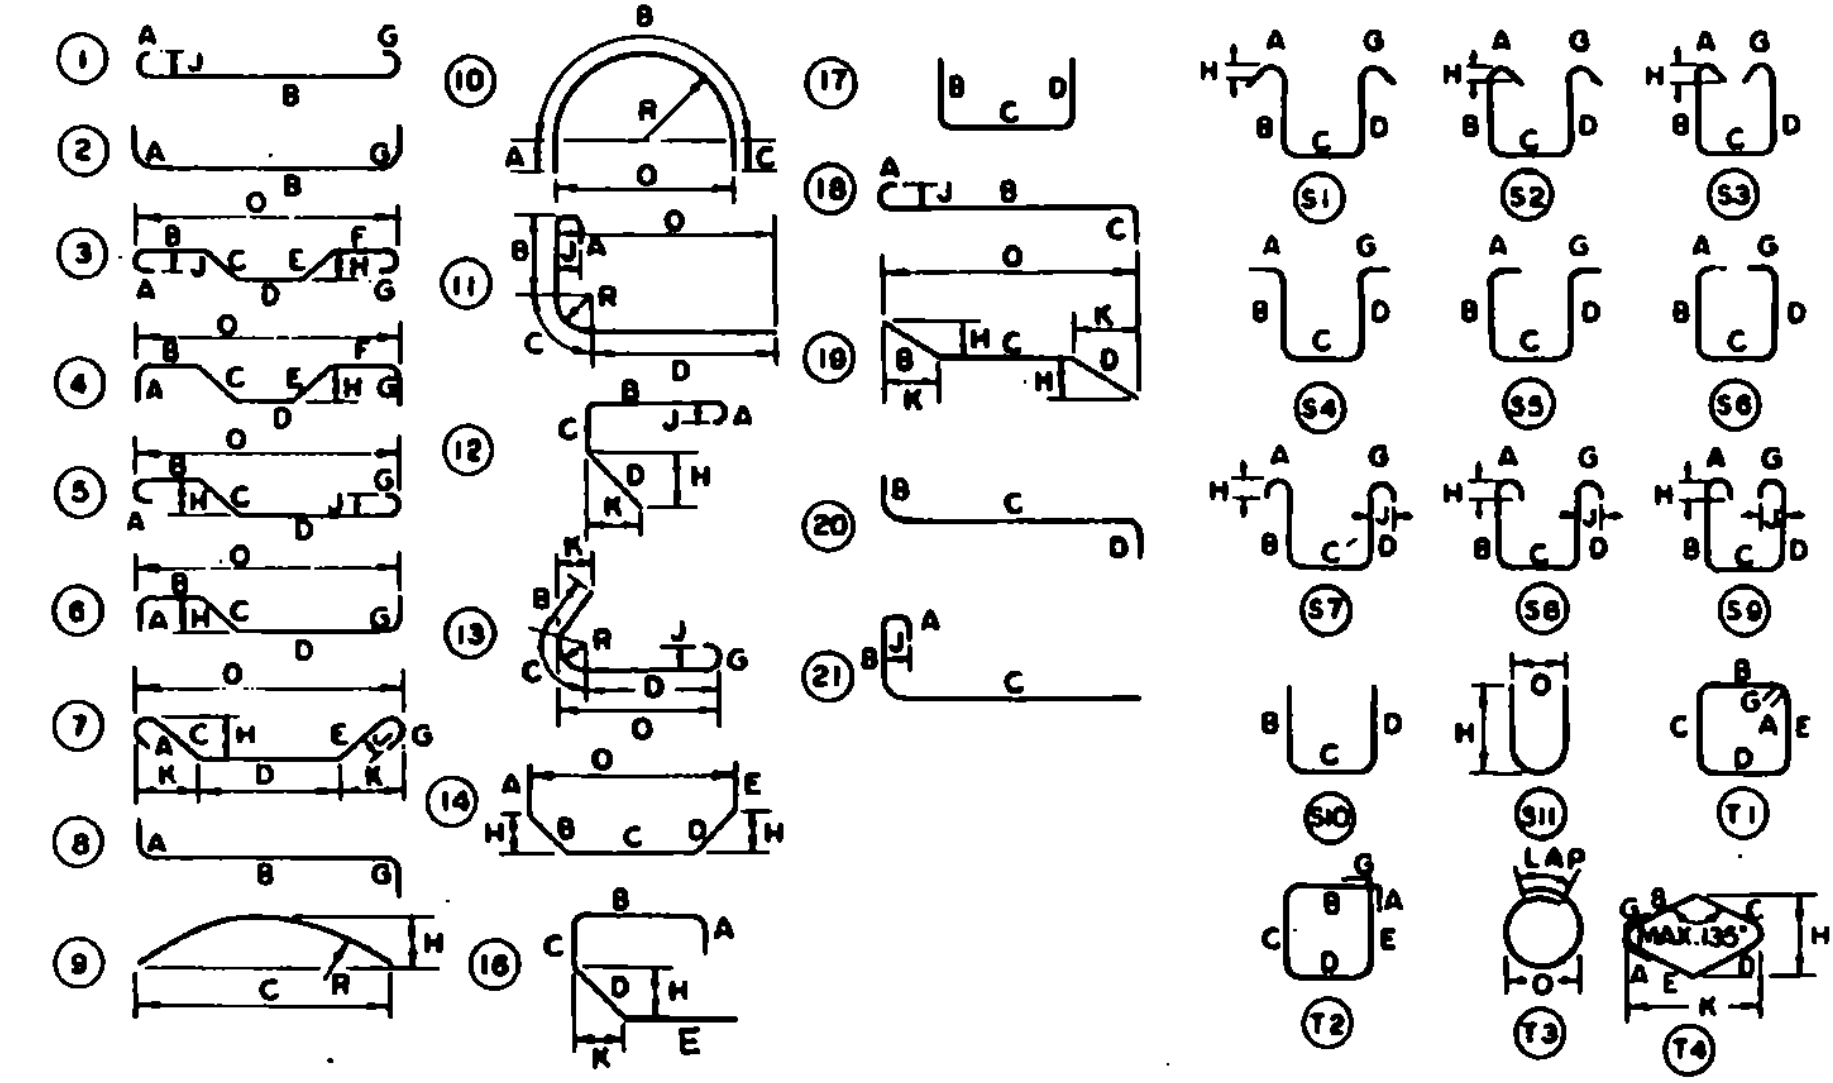 1 A J B G
2 A B G
3 O B J C E F H D A G
4 O B C E F H G A D
5 O B H C J G A D
6 O B A H C G D
7 O A C H E J G K D K
8 A B G
9 H C R
10 B R A C O
11 O B J A R C D
12 B J A C D H K
13 K B R J G C D O
14 O A E H B C D H
16 B A C D H K E
17 B D C
18 A J B C
19 O H C K B D H K
20 B C D
21 A J B C
A G H B D C S1
A G H B D C S2
A G H B D C S3
A G B D C S4
A G B D C S5
A G B D C S6
A G H J B C D S7
A G H J B C D S8
A G H J B C D S9
B D C S10
O H S11
B G A C E D T1
G B A C E D T2
LAP O T3
G B C MAX. 135° H A E D K T4